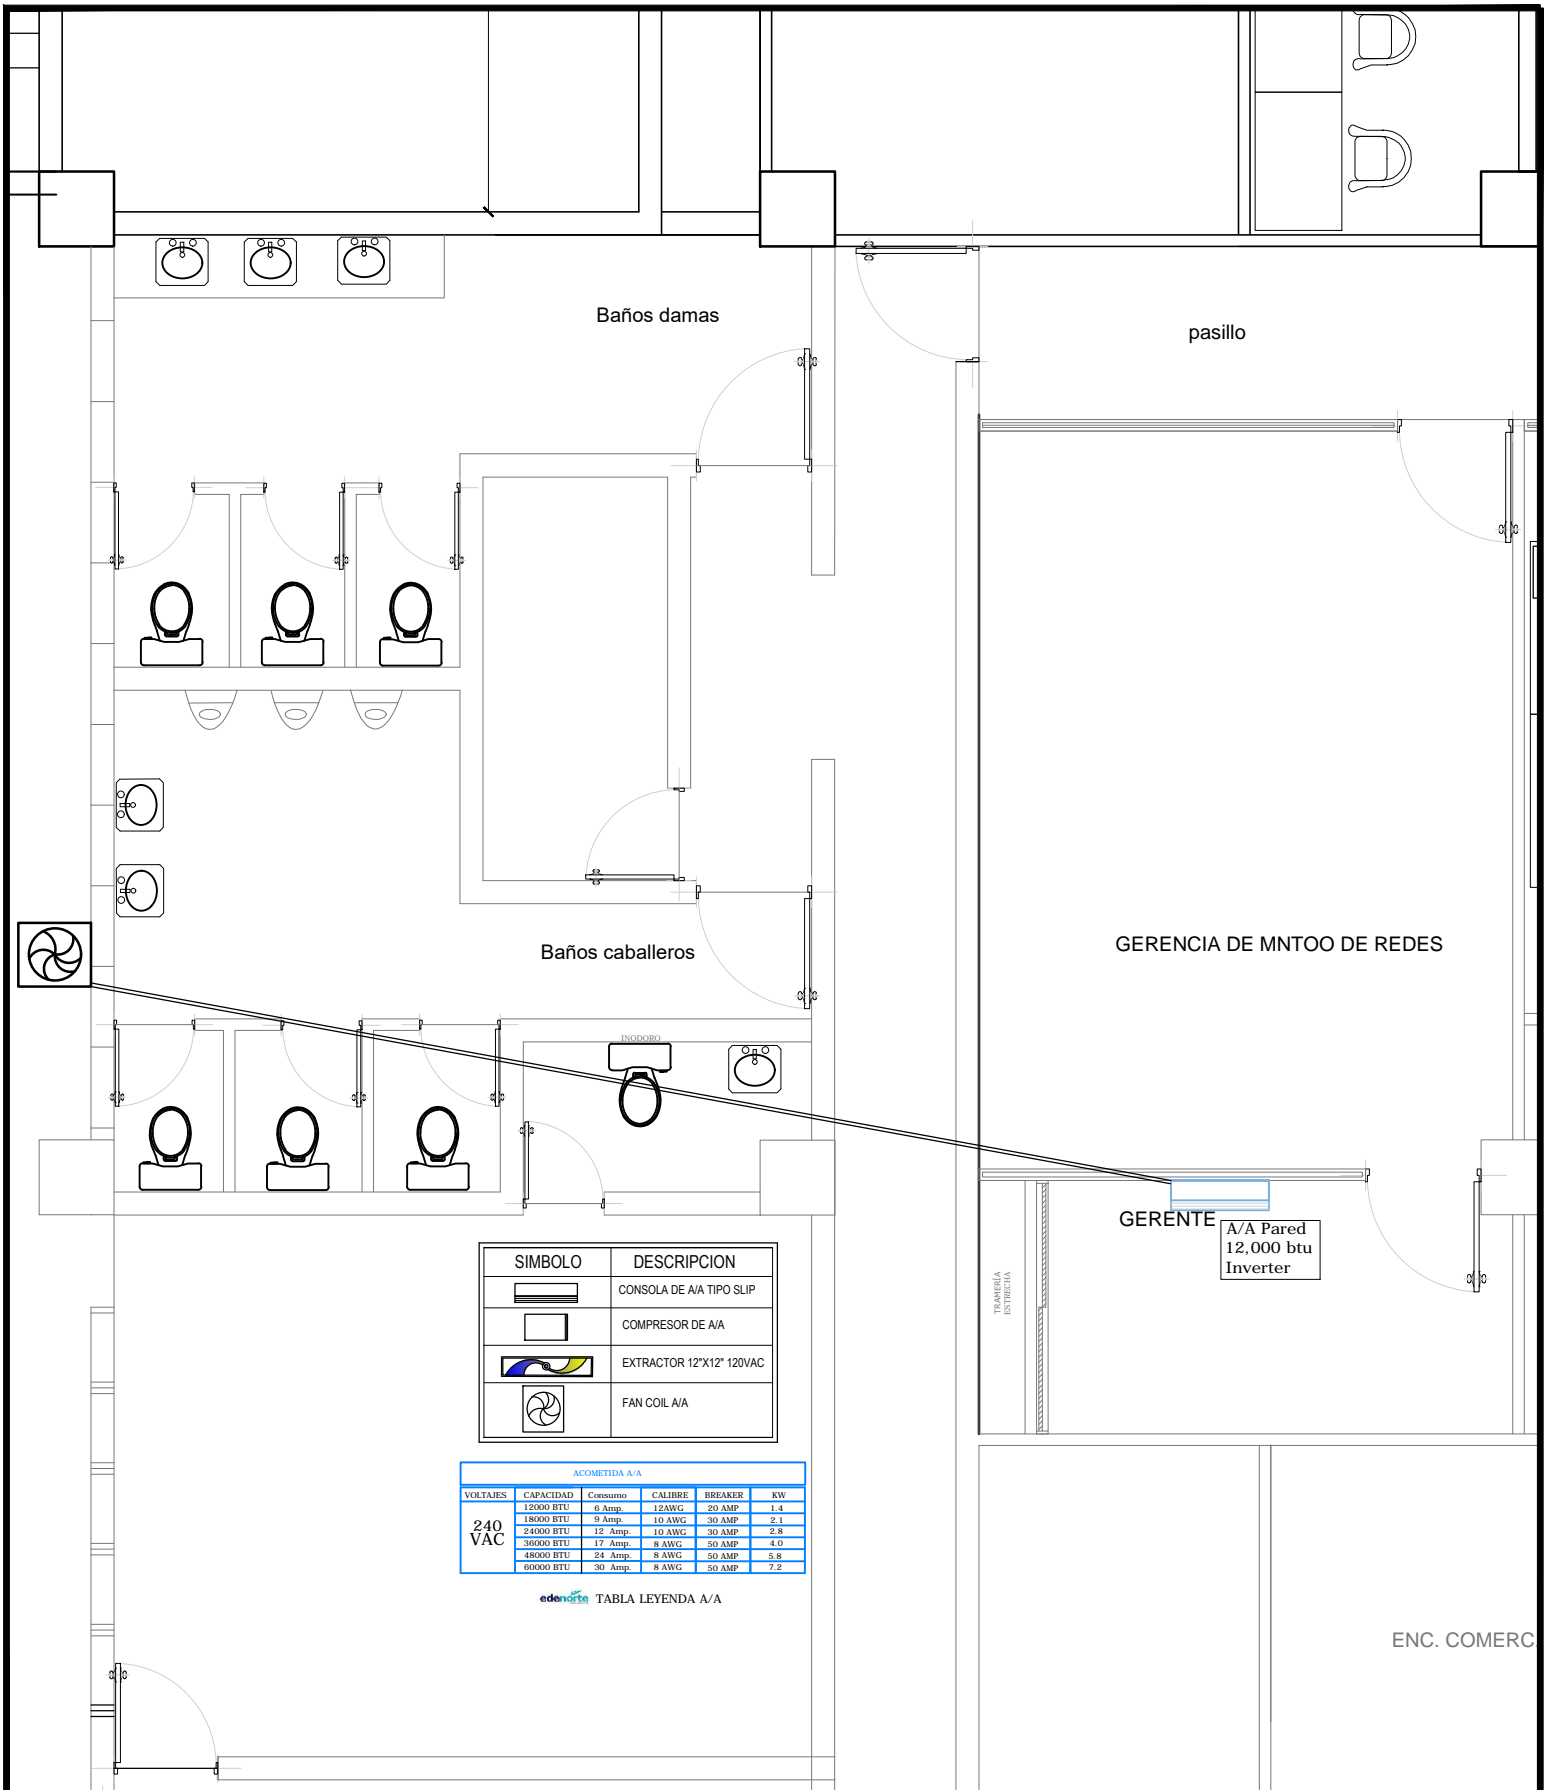 Baños damas
pasillo
GERENCIA DE MNTOO DE REDES
Baños caballeros
INODORO
GERENTE
A/A Pared
12,000 btu
Inverter
TRAMERÍA
ESTRECHA
SIMBOLO DESCRIPCION
CONSOLA DE A/A TIPO SLIP
COMPRESOR DE A/A
EXTRACTOR 12"X12" 120VAC
FAN COIL A/A
ACOMETIDA A/A
VOLTAJES CAPACIDAD Consumo CALIBRE BREAKER KW
240 VAC
12000 BTU 6 Amp. 12AWG 20 AMP 1.4
18000 BTU 9 Amp. 10 AWG 30 AMP 2.1
24000 BTU 12 Amp. 10 AWG 30 AMP 2.8
36000 BTU 17 Amp. 8 AWG 50 AMP 4.0
48000 BTU 24 Amp. 8 AWG 50 AMP 5.8
60000 BTU 30 Amp. 8 AWG 50 AMP 7.2
edenorte TABLA LEYENDA A/A
ENC. COMERC.